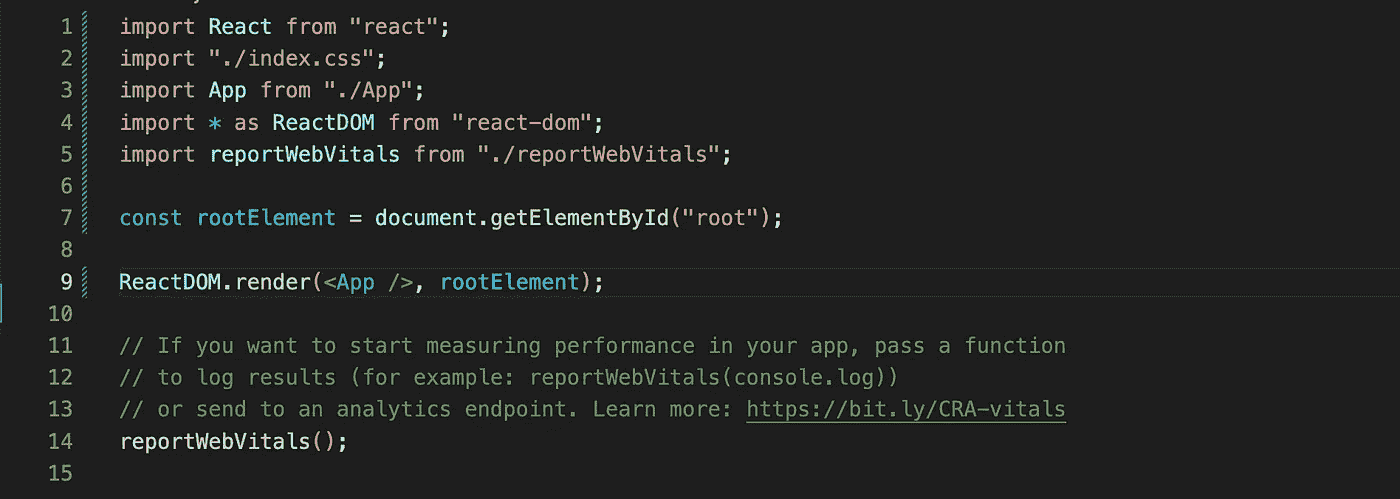 1 import React from "react";
2 import "./index.css";
3 import App from "./App";
4 import * as ReactDOM from "react-dom";
5 import reportWebVitals from "./reportWebVitals";
6
7 const rootElement = document.getElementById("root");
8
9 ReactDOM.render(<App />, rootElement);
10
11 // If you want to start measuring performance in your app, pass a function
12 // to log results (for example: reportWebVitals(console.log))
13 // or send to an analytics endpoint. Learn more: https://bit.ly/CRA-vitals
14 reportWebVitals();
15